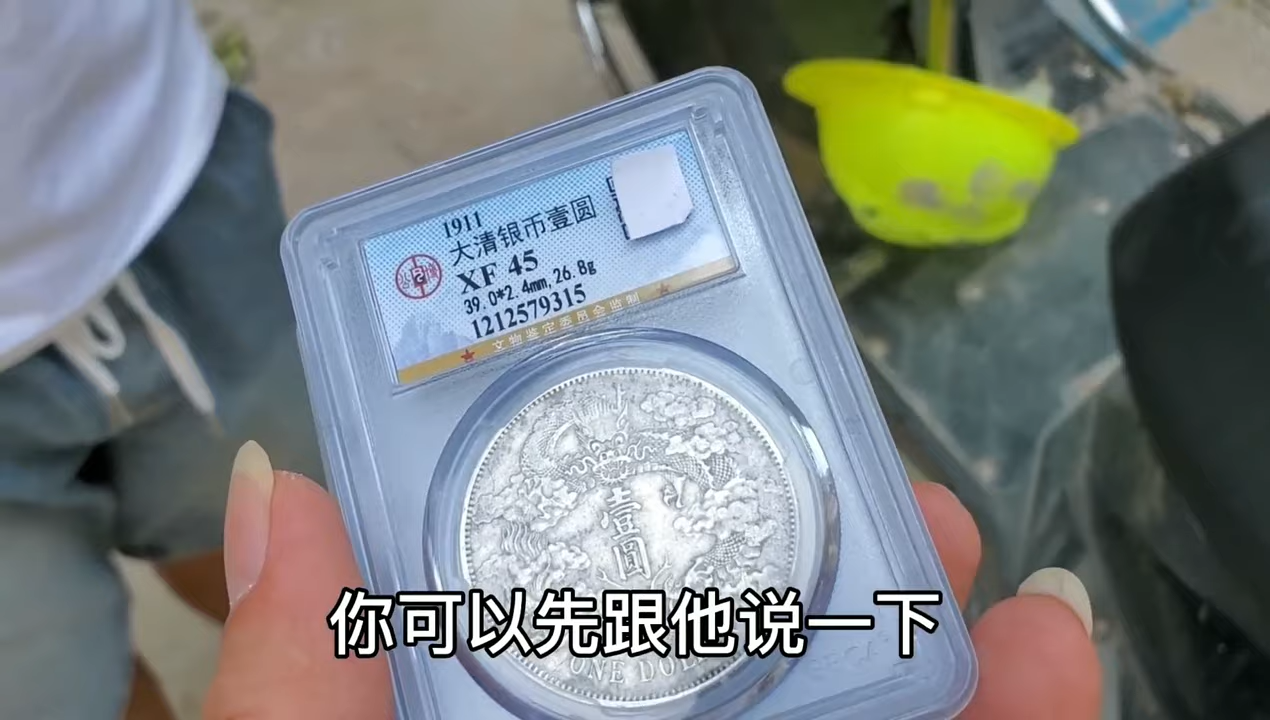 1911
大清银币壹圆
XF 45
39.0*2.4mm,26.8g
1212579315
文物鉴定委员会监制
壹
圆
ONE DOL
你可以先跟他说一下